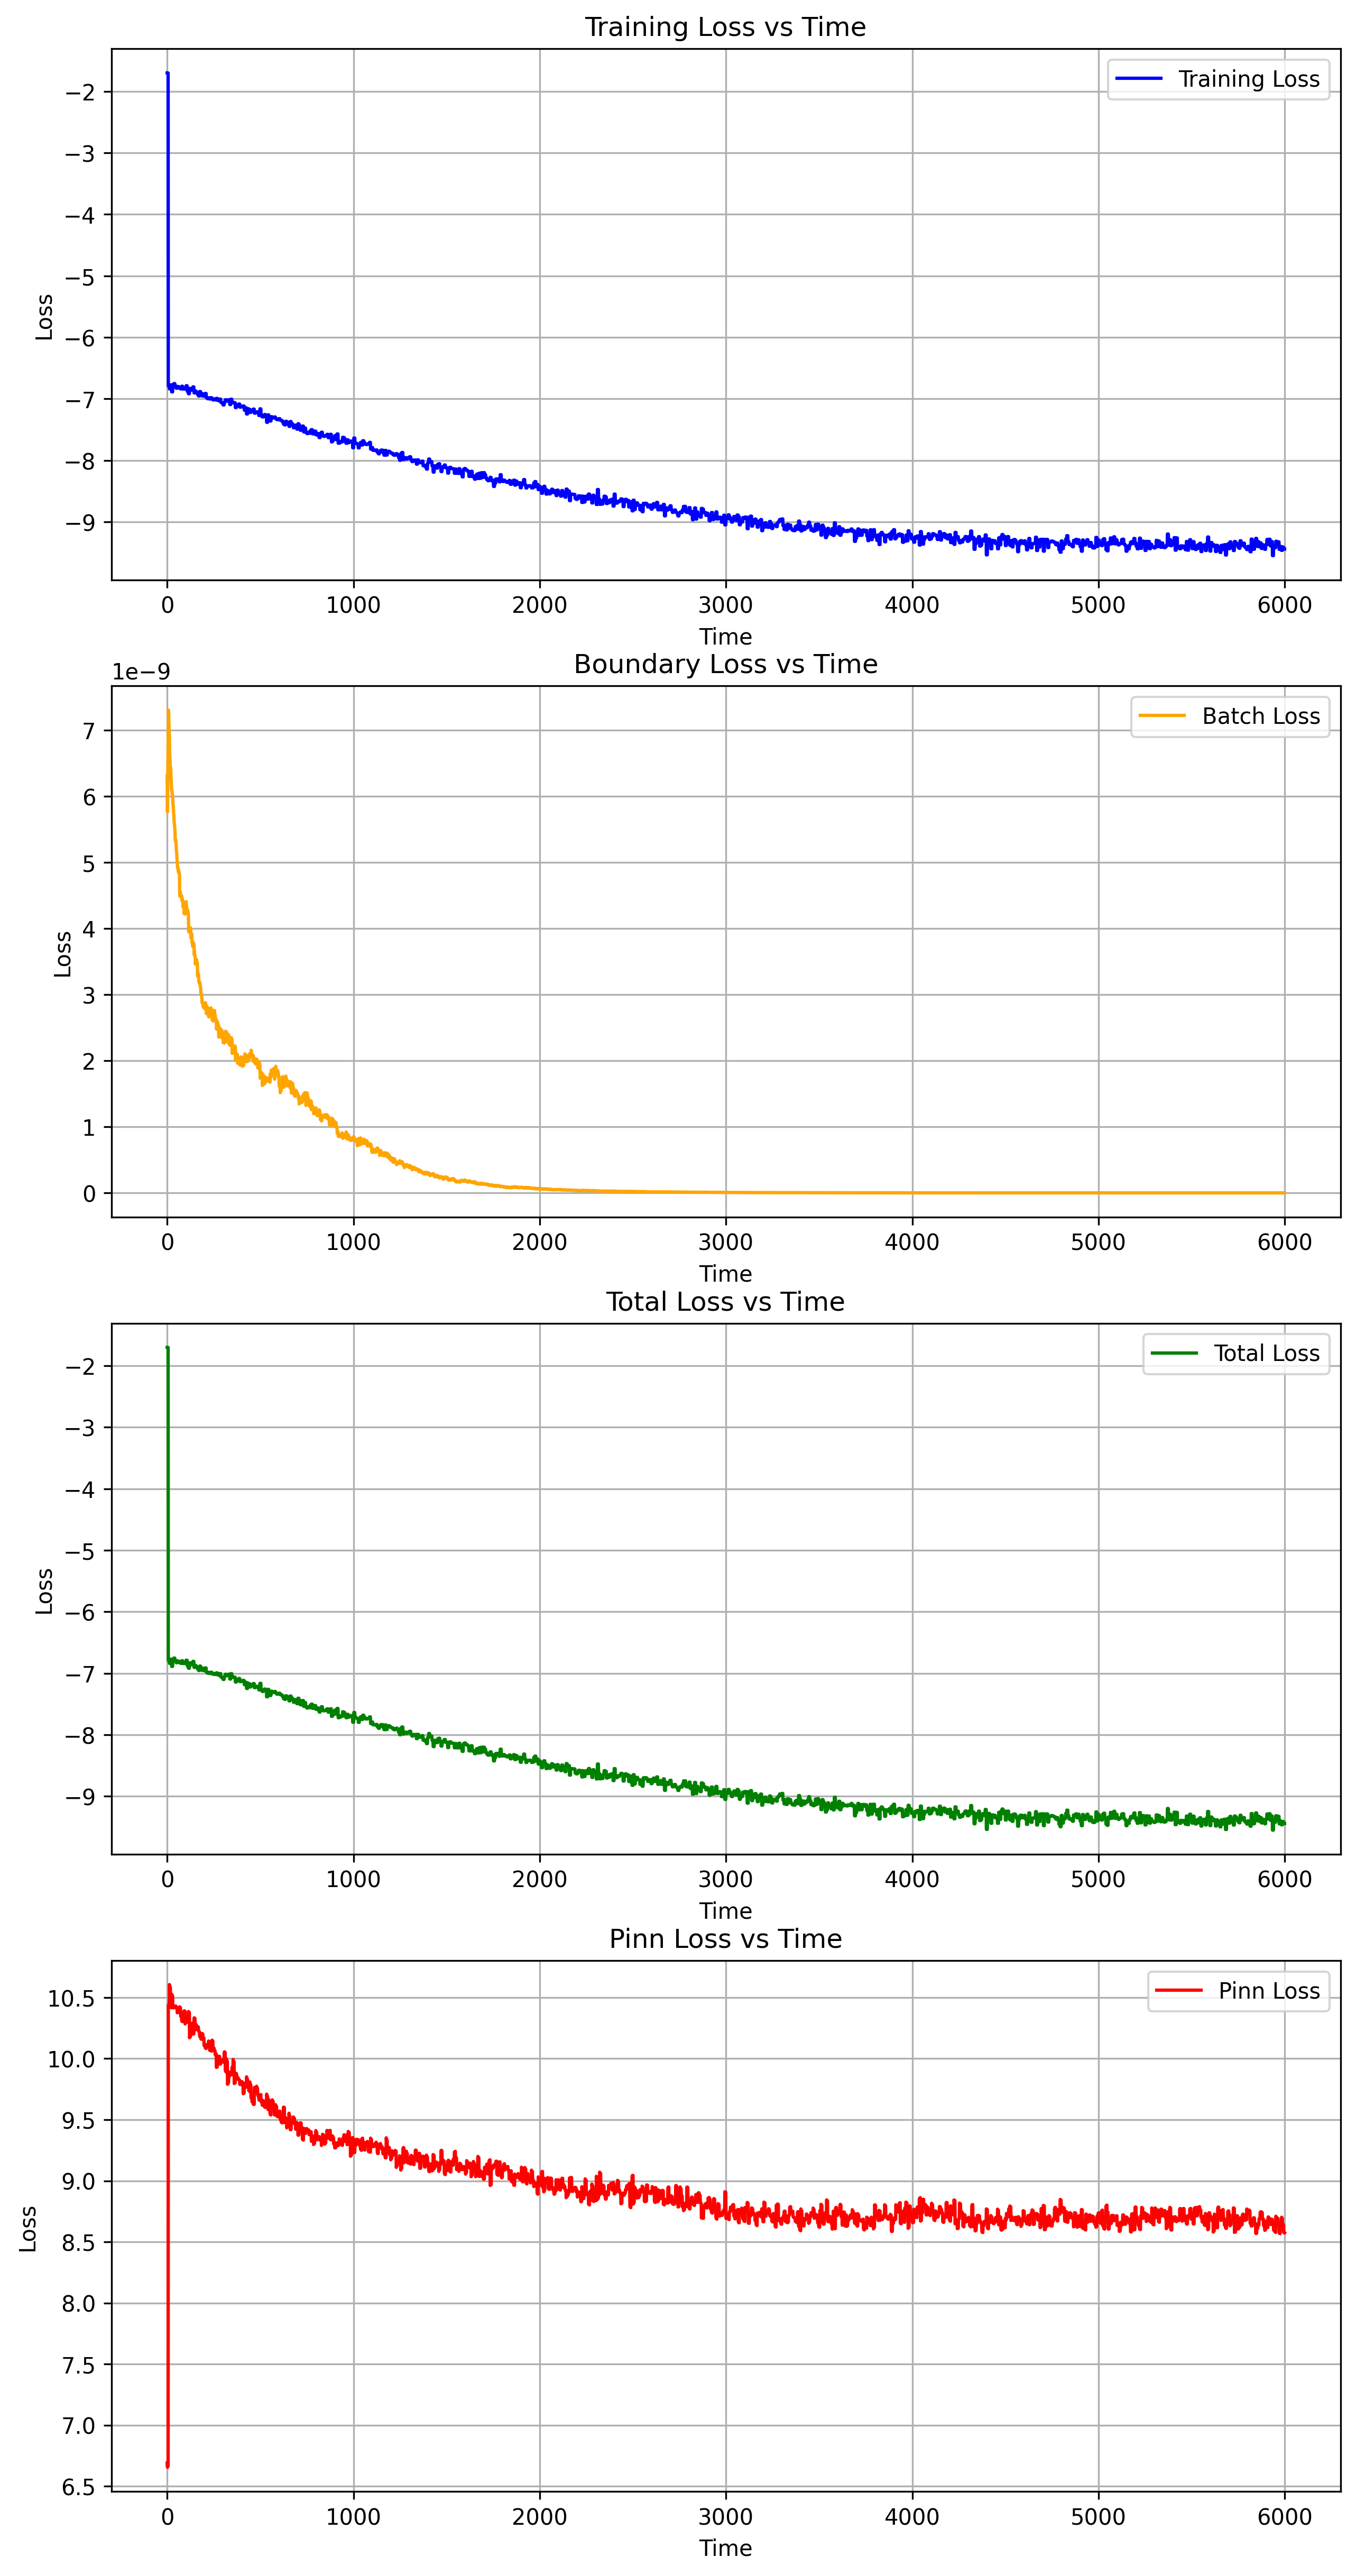 Training Loss vs Time
Training Loss
−2
−3
−4
−5
−6
−7
−8
−9
Loss
0 1000 2000 3000 4000 5000 6000
Time
Boundary Loss vs Time
1e−9
Batch Loss
7
6
5
4
3
2
1
0
Loss
0 1000 2000 3000 4000 5000 6000
Time
Total Loss vs Time
Total Loss
−2
−3
−4
−5
−6
−7
−8
−9
Loss
0 1000 2000 3000 4000 5000 6000
Time
Pinn Loss vs Time
Pinn Loss
10.5
10.0
9.5
9.0
8.5
8.0
7.5
7.0
6.5
Loss
0 1000 2000 3000 4000 5000 6000
Time